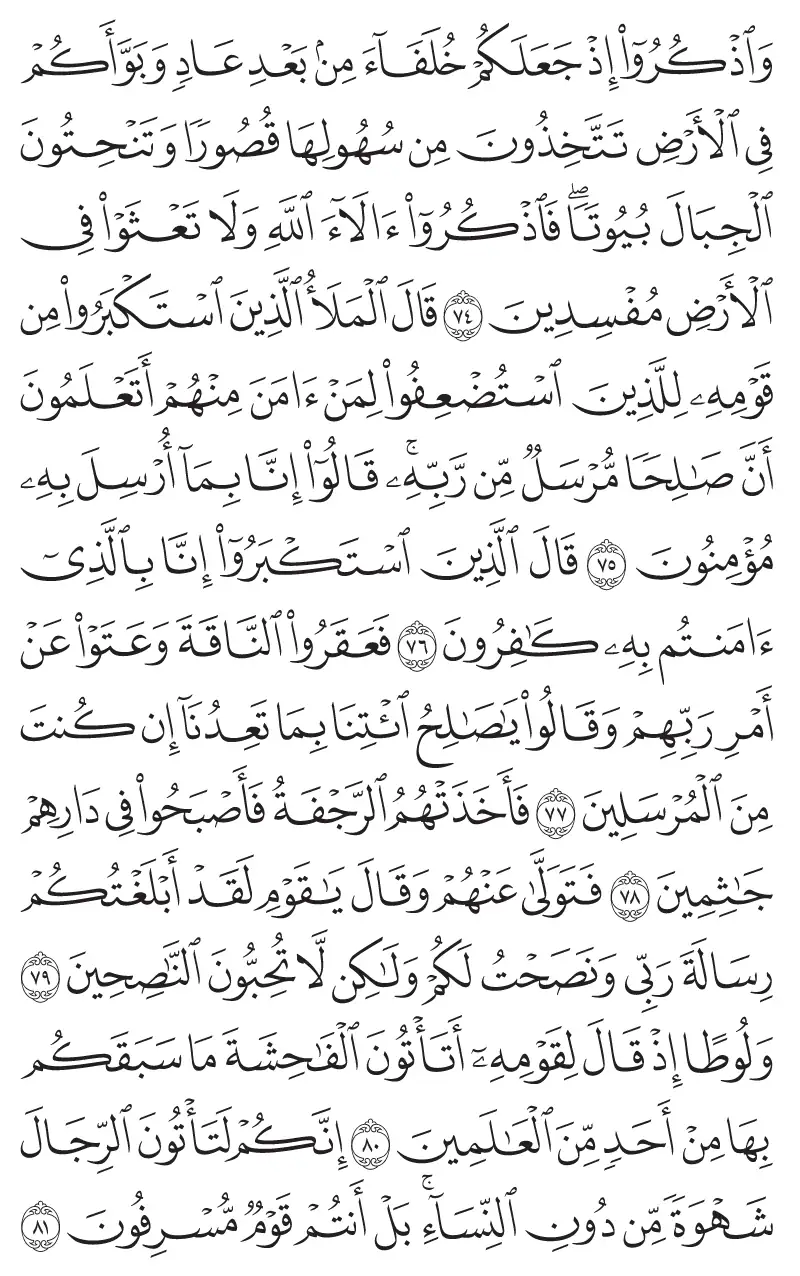 وَٱذْكُرُوٓا۟ إِذْ جَعَلَكُمْ خُلَفَآءَ مِنۢ بَعْدِ عَادٍ وَبَوَّأَكُمْ
فِى ٱلْأَرْضِ تَتَّخِذُونَ مِن سُهُولِهَا قُصُورًا وَتَنْحِتُونَ
ٱلْجِبَالَ بُيُوتًا ۖ فَٱذْكُرُوٓا۟ ءَالَآءَ ٱللَّهِ وَلَا تَعْثَوْا۟ فِى
ٱلْأَرْضِ مُفْسِدِينَ ٧٤ قَالَ ٱلْمَلَأُ ٱلَّذِينَ ٱسْتَكْبَرُوا۟ مِن
قَوْمِهِۦ لِلَّذِينَ ٱسْتُضْعِفُوا۟ لِمَنْ ءَامَنَ مِنْهُمْ أَتَعْلَمُونَ
أَنَّ صَـٰلِحًا مُّرْسَلٌ مِّن رَّبِّهِۦ ۚ قَالُوٓا۟ إِنَّا بِمَآ أُرْسِلَ بِهِۦ
مُؤْمِنُونَ ٧٥ قَالَ ٱلَّذِينَ ٱسْتَكْبَرُوٓا۟ إِنَّا بِٱلَّذِىٓ
ءَامَنتُم بِهِۦ كَـٰفِرُونَ ٧٦ فَعَقَرُوا۟ ٱلنَّاقَةَ وَعَتَوْا۟ عَنْ
أَمْرِ رَبِّهِمْ وَقَالُوا۟ يَـٰصَـٰلِحُ ٱئْتِنَا بِمَا تَعِدُنَآ إِن كُنتَ
مِنَ ٱلْمُرْسَلِينَ ٧٧ فَأَخَذَتْهُمُ ٱلرَّجْفَةُ فَأَصْبَحُوا۟ فِى دَارِهِمْ
جَـٰثِمِينَ ٧٨ فَتَوَلَّىٰ عَنْهُمْ وَقَالَ يَـٰقَوْمِ لَقَدْ أَبْلَغْتُكُمْ
رِسَالَةَ رَبِّى وَنَصَحْتُ لَكُمْ وَلَـٰكِن لَّا تُحِبُّونَ ٱلنَّـٰصِحِينَ ٧٩
وَلُوطًا إِذْ قَالَ لِقَوْمِهِۦٓ أَتَأْتُونَ ٱلْفَـٰحِشَةَ مَا سَبَقَكُم
بِهَا مِنْ أَحَدٍ مِّنَ ٱلْعَـٰلَمِينَ ٨٠ إِنَّكُمْ لَتَأْتُونَ ٱلرِّجَالَ
شَهْوَةً مِّن دُونِ ٱلنِّسَآءِ ۚ بَلْ أَنتُمْ قَوْمٌ مُّسْرِفُونَ ٨١